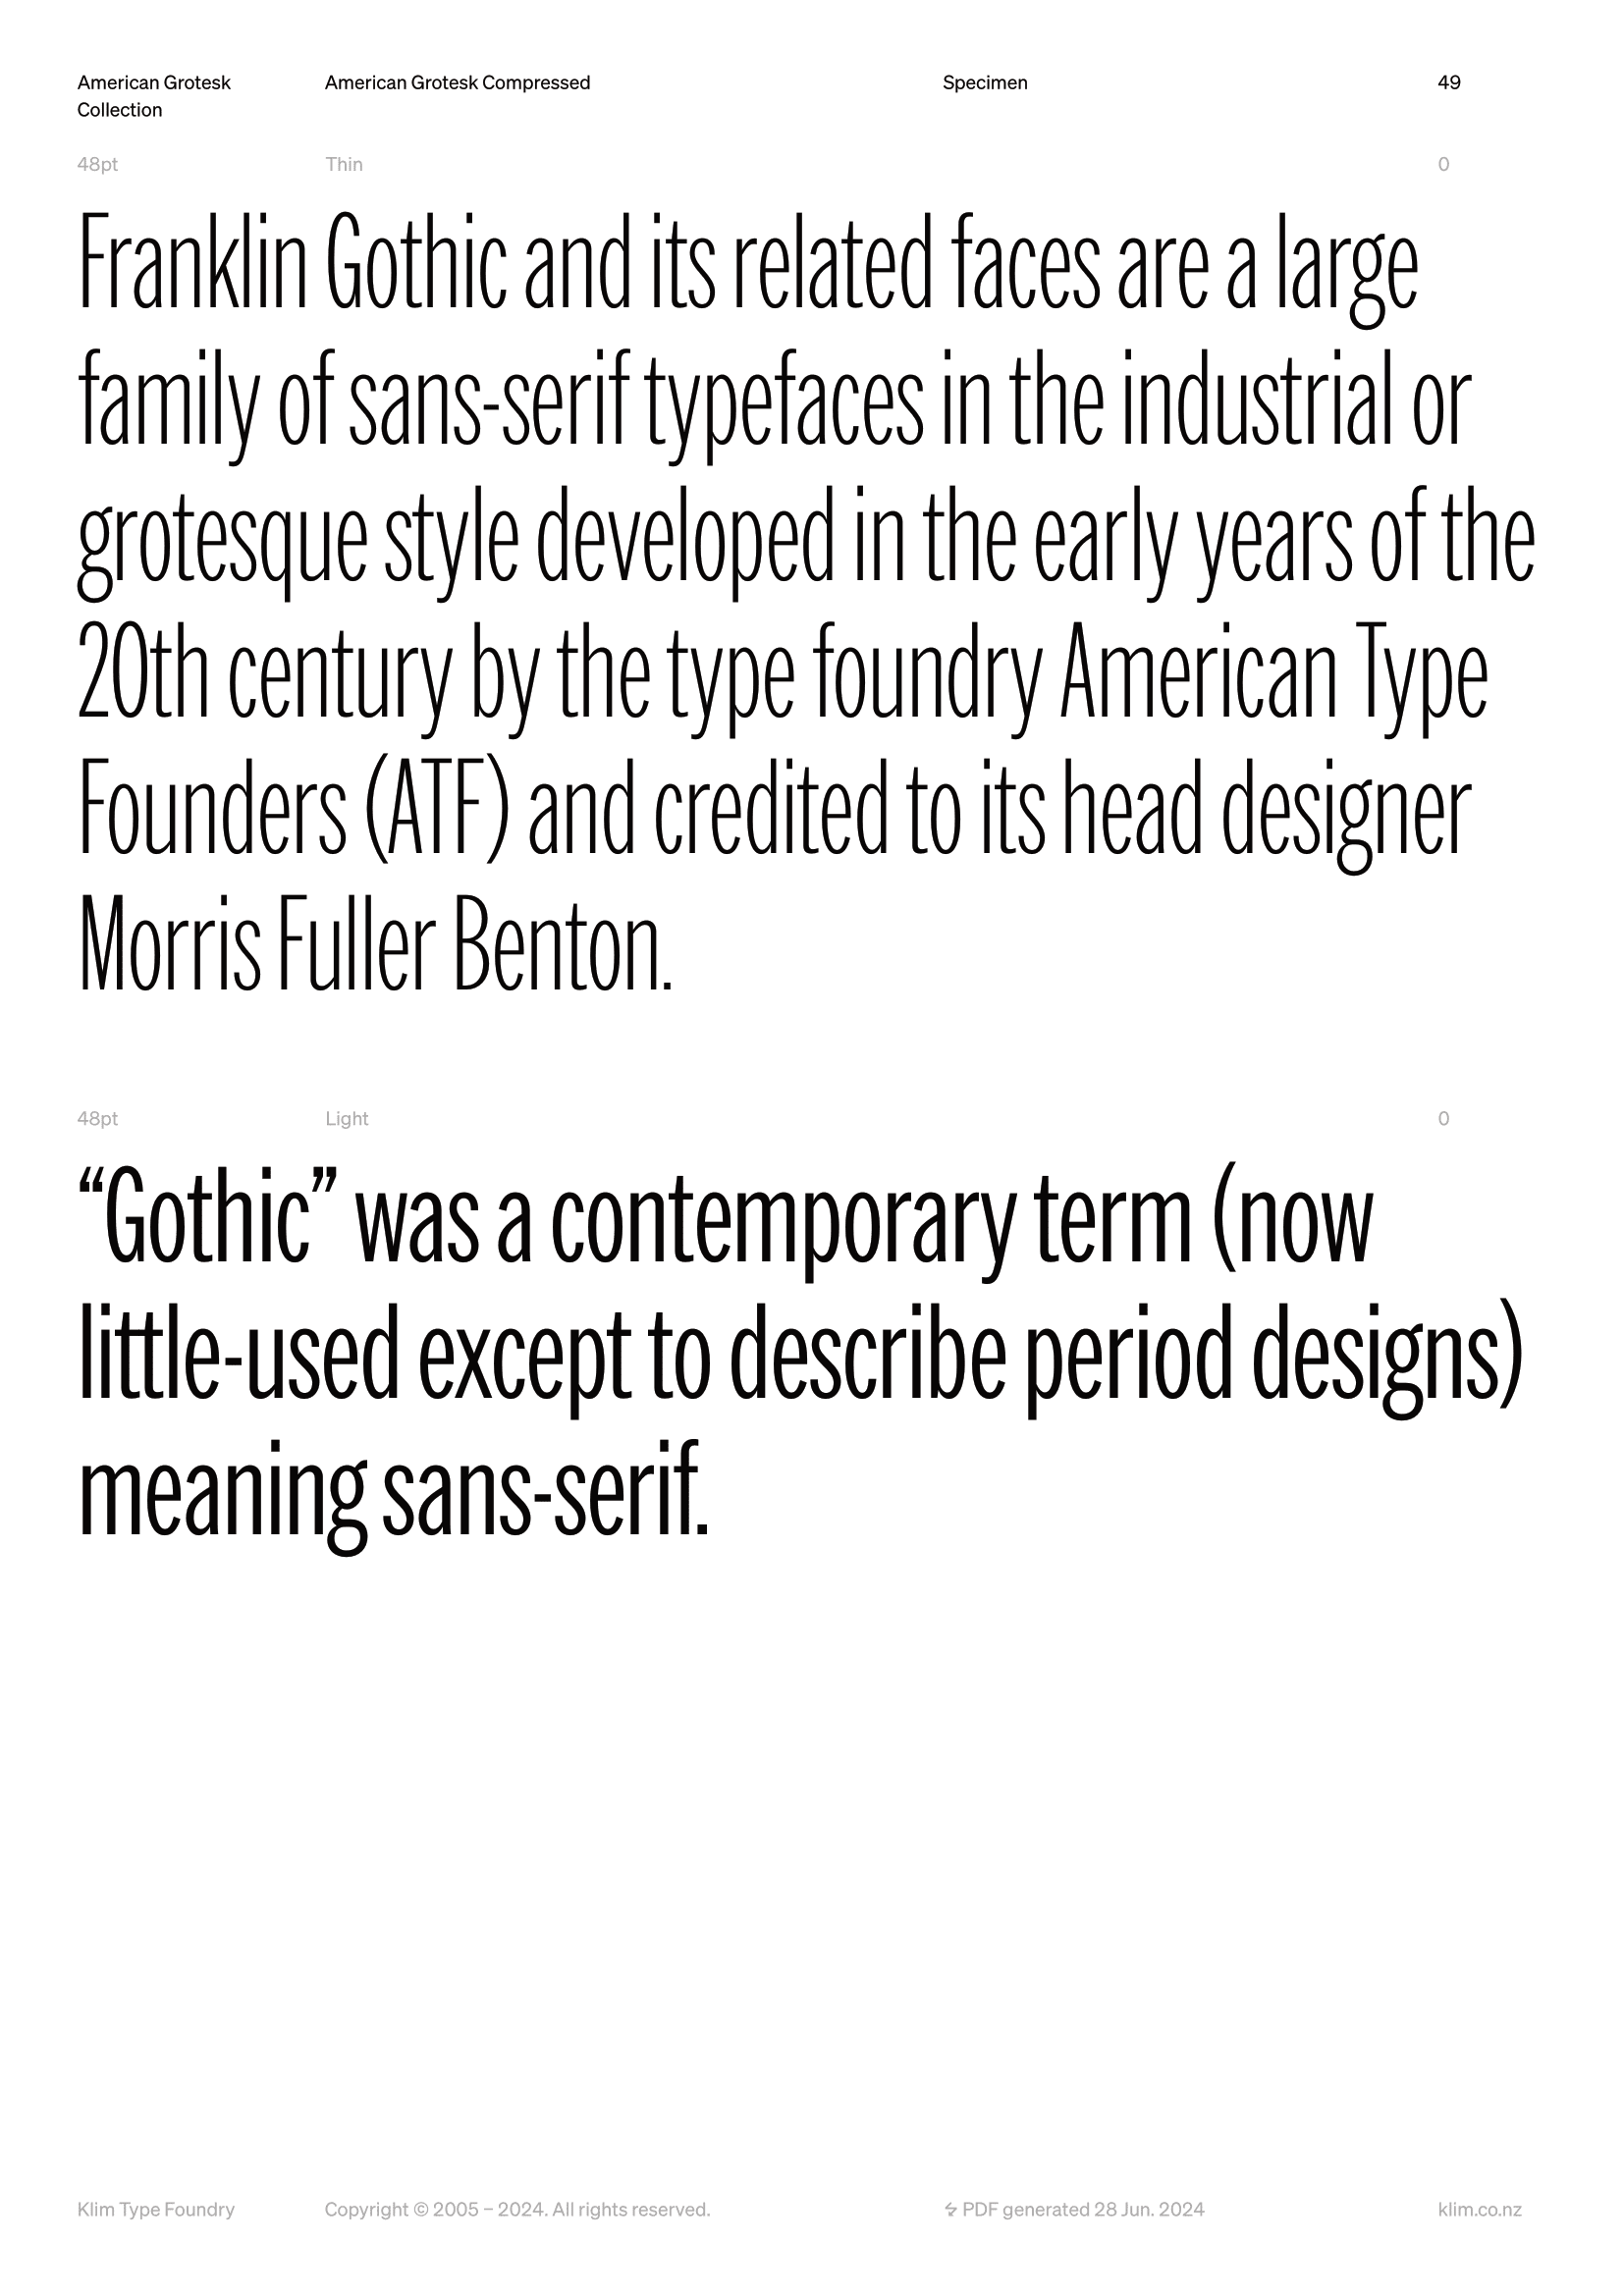 American Grotesk Collection
American Grotesk Compressed
Specimen
49
48pt
Thin
0
Franklin Gothic and its related faces are a large
family of sans-serif typefaces in the industrial or
grotesque style developed in the early years of the
20th century by the type foundry American Type
Founders (ATF) and credited to its head designer
Morris Fuller Benton.
48pt
Light
0
“Gothic” was a contemporary term (now
little-used except to describe period designs)
meaning sans-serif.
Klim Type Foundry
Copyright © 2005 – 2024. All rights reserved.
PDF generated 28 Jun. 2024
klim.co.nz